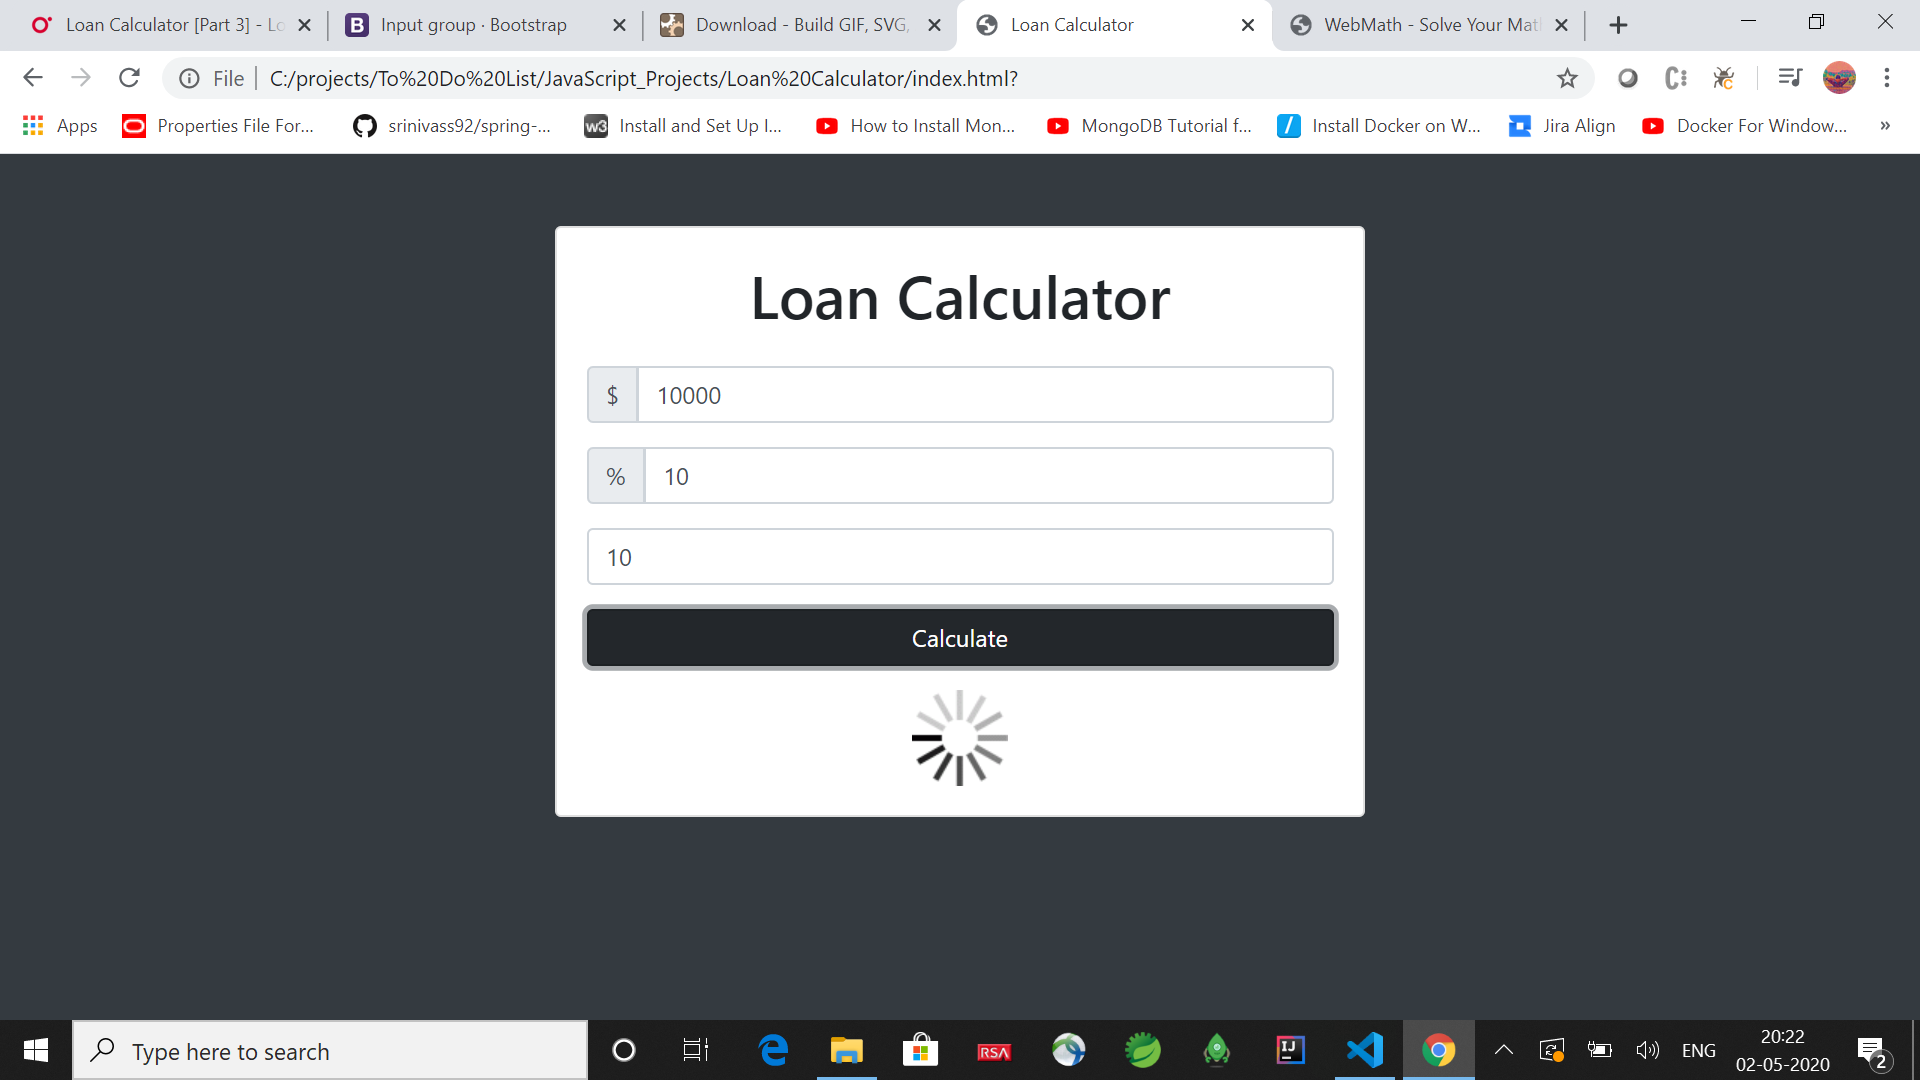 Loan Calculator [Part 3] - Lo
Input group · Bootstrap
Download - Build GIF, SVG,
Loan Calculator
WebMath - Solve Your Mat
File
C:/projects/To%20Do%20List/JavaScript_Projects/Loan%20Calculator/index.html?
Apps
Properties File For...
srinivass92/spring-...
w3
Install and Set Up I...
How to Install Mon...
MongoDB Tutorial f...
Install Docker on W...
Jira Align
Docker For Window...
»
Loan Calculator
$
10000
%
10
10
Calculate
Type here to search
RSA
IJ
ENG
20:22
02-05-2020
2